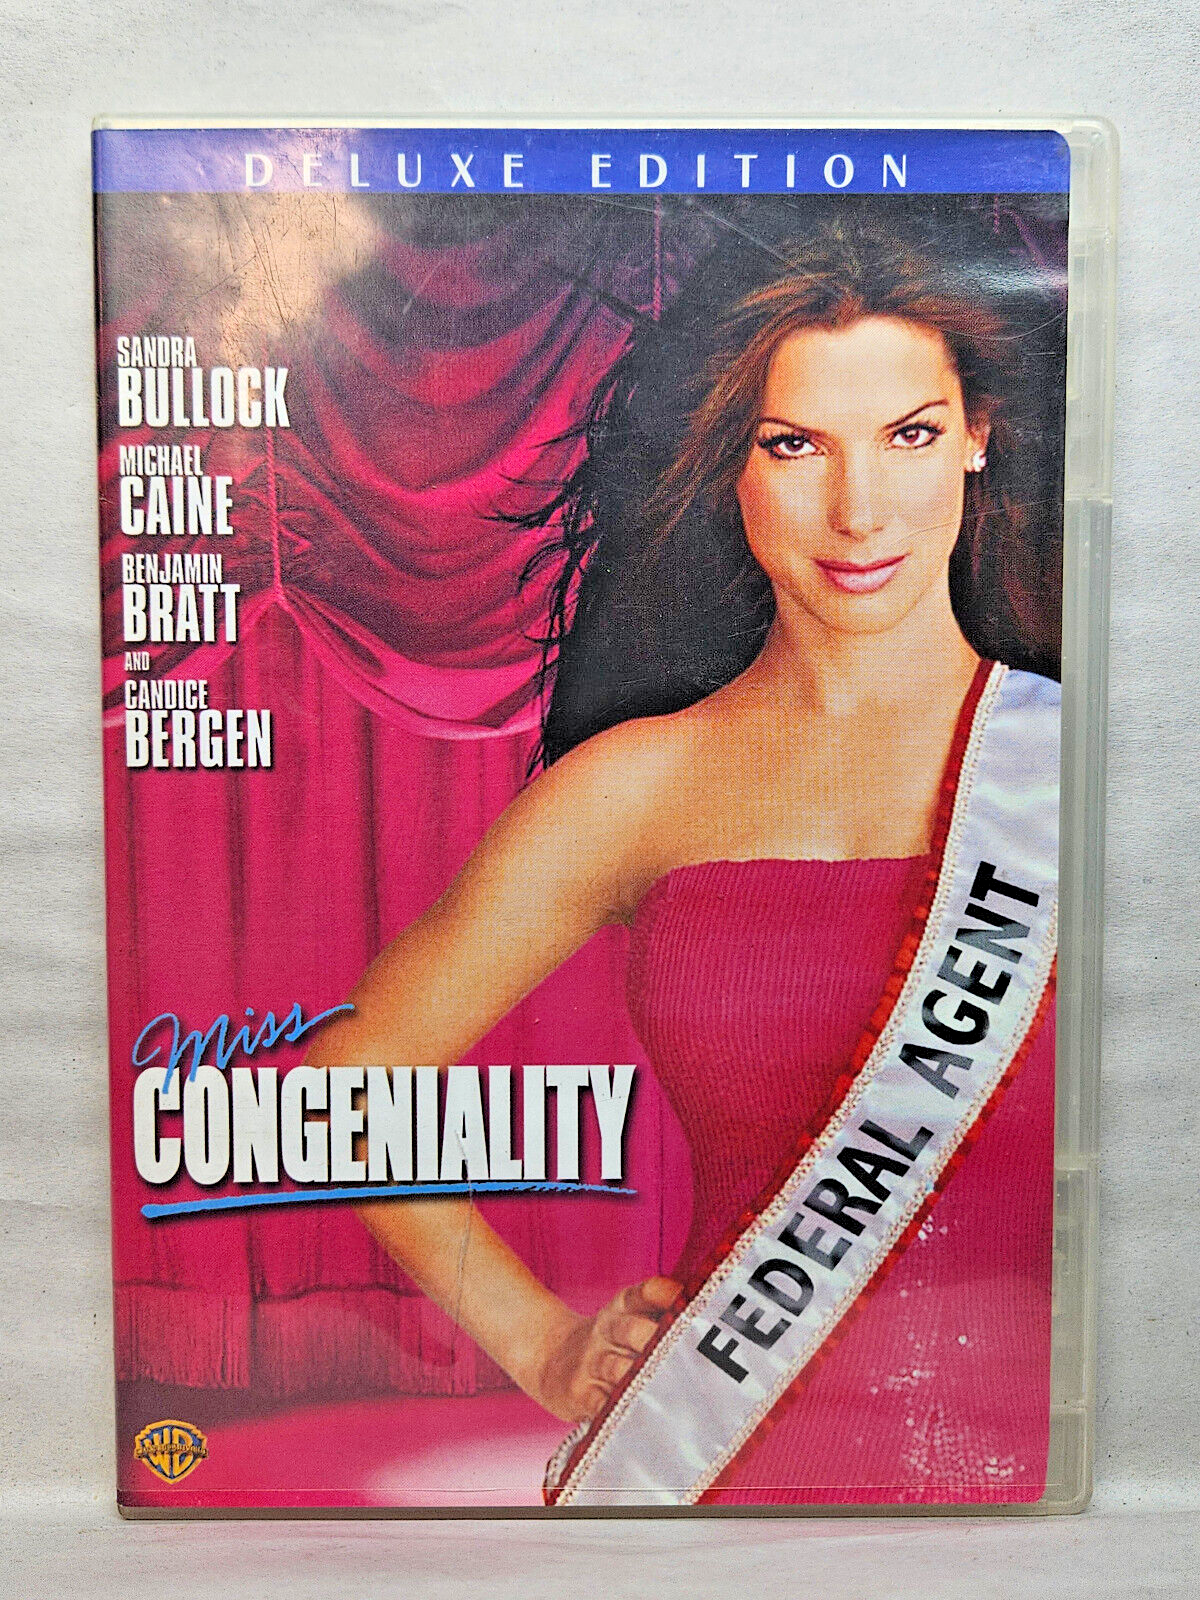 DELUXE EDITION
SANDRA
BULLOCK
MICHAEL
CAINE
BENJAMIN
BRATT
AND
CANDICE
BERGEN
Miss
CONGENIALITY
FEDERAL AGENT
WB